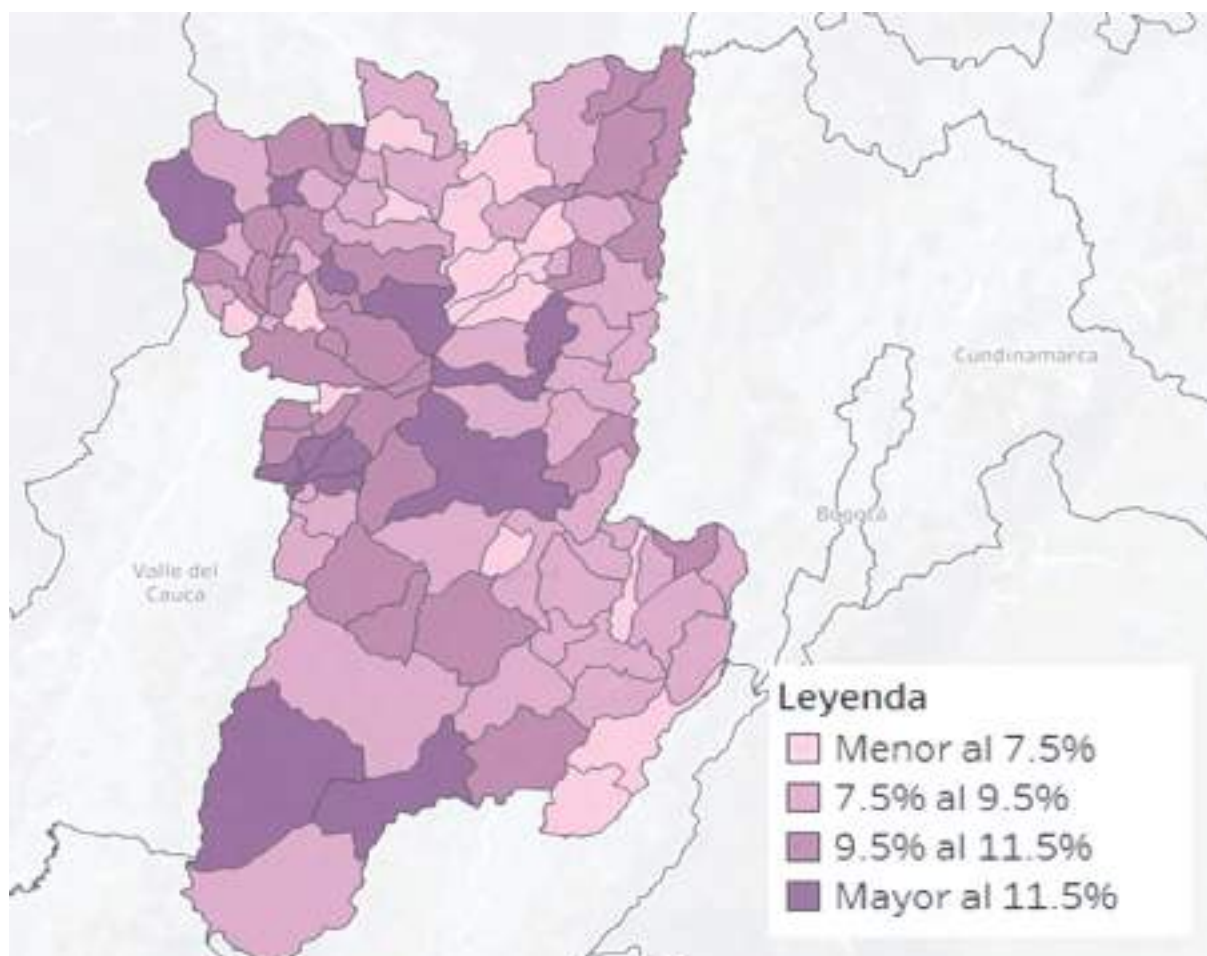 Cundinamarca
Bogotá
Valle del
Cauca
Leyenda
Menor al 7.5%
7.5% al 9.5%
9.5% al 11.5%
Mayor al 11.5%